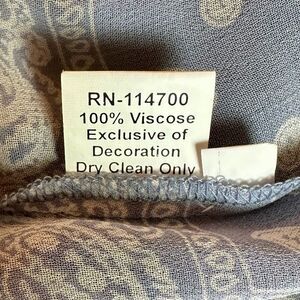 RN-114700
100% Viscose
Exclusive of
Decoration
Dry Clean Only